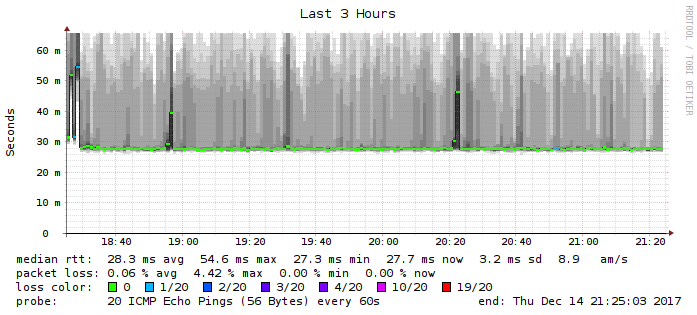 Last 3 Hours
RRDTOOL / TOBI OETIKER
Seconds
60 m
50 m
40 m
30 m
20 m
10 m
0
18:40 19:00 19:20 19:40 20:00 20:20 20:40 21:00 21:20
median rtt: 28.3 ms avg 54.6 ms max 27.3 ms min 27.7 ms now 3.2 ms sd 8.9 am/s
packet loss: 0.06 % avg 4.42 % max 0.00 % min 0.00 % now
loss color: 0 1/20 2/20 3/20 4/20 10/20 19/20
probe: 20 ICMP Echo Pings (56 Bytes) every 60s end: Thu Dec 14 21:25:03 2017